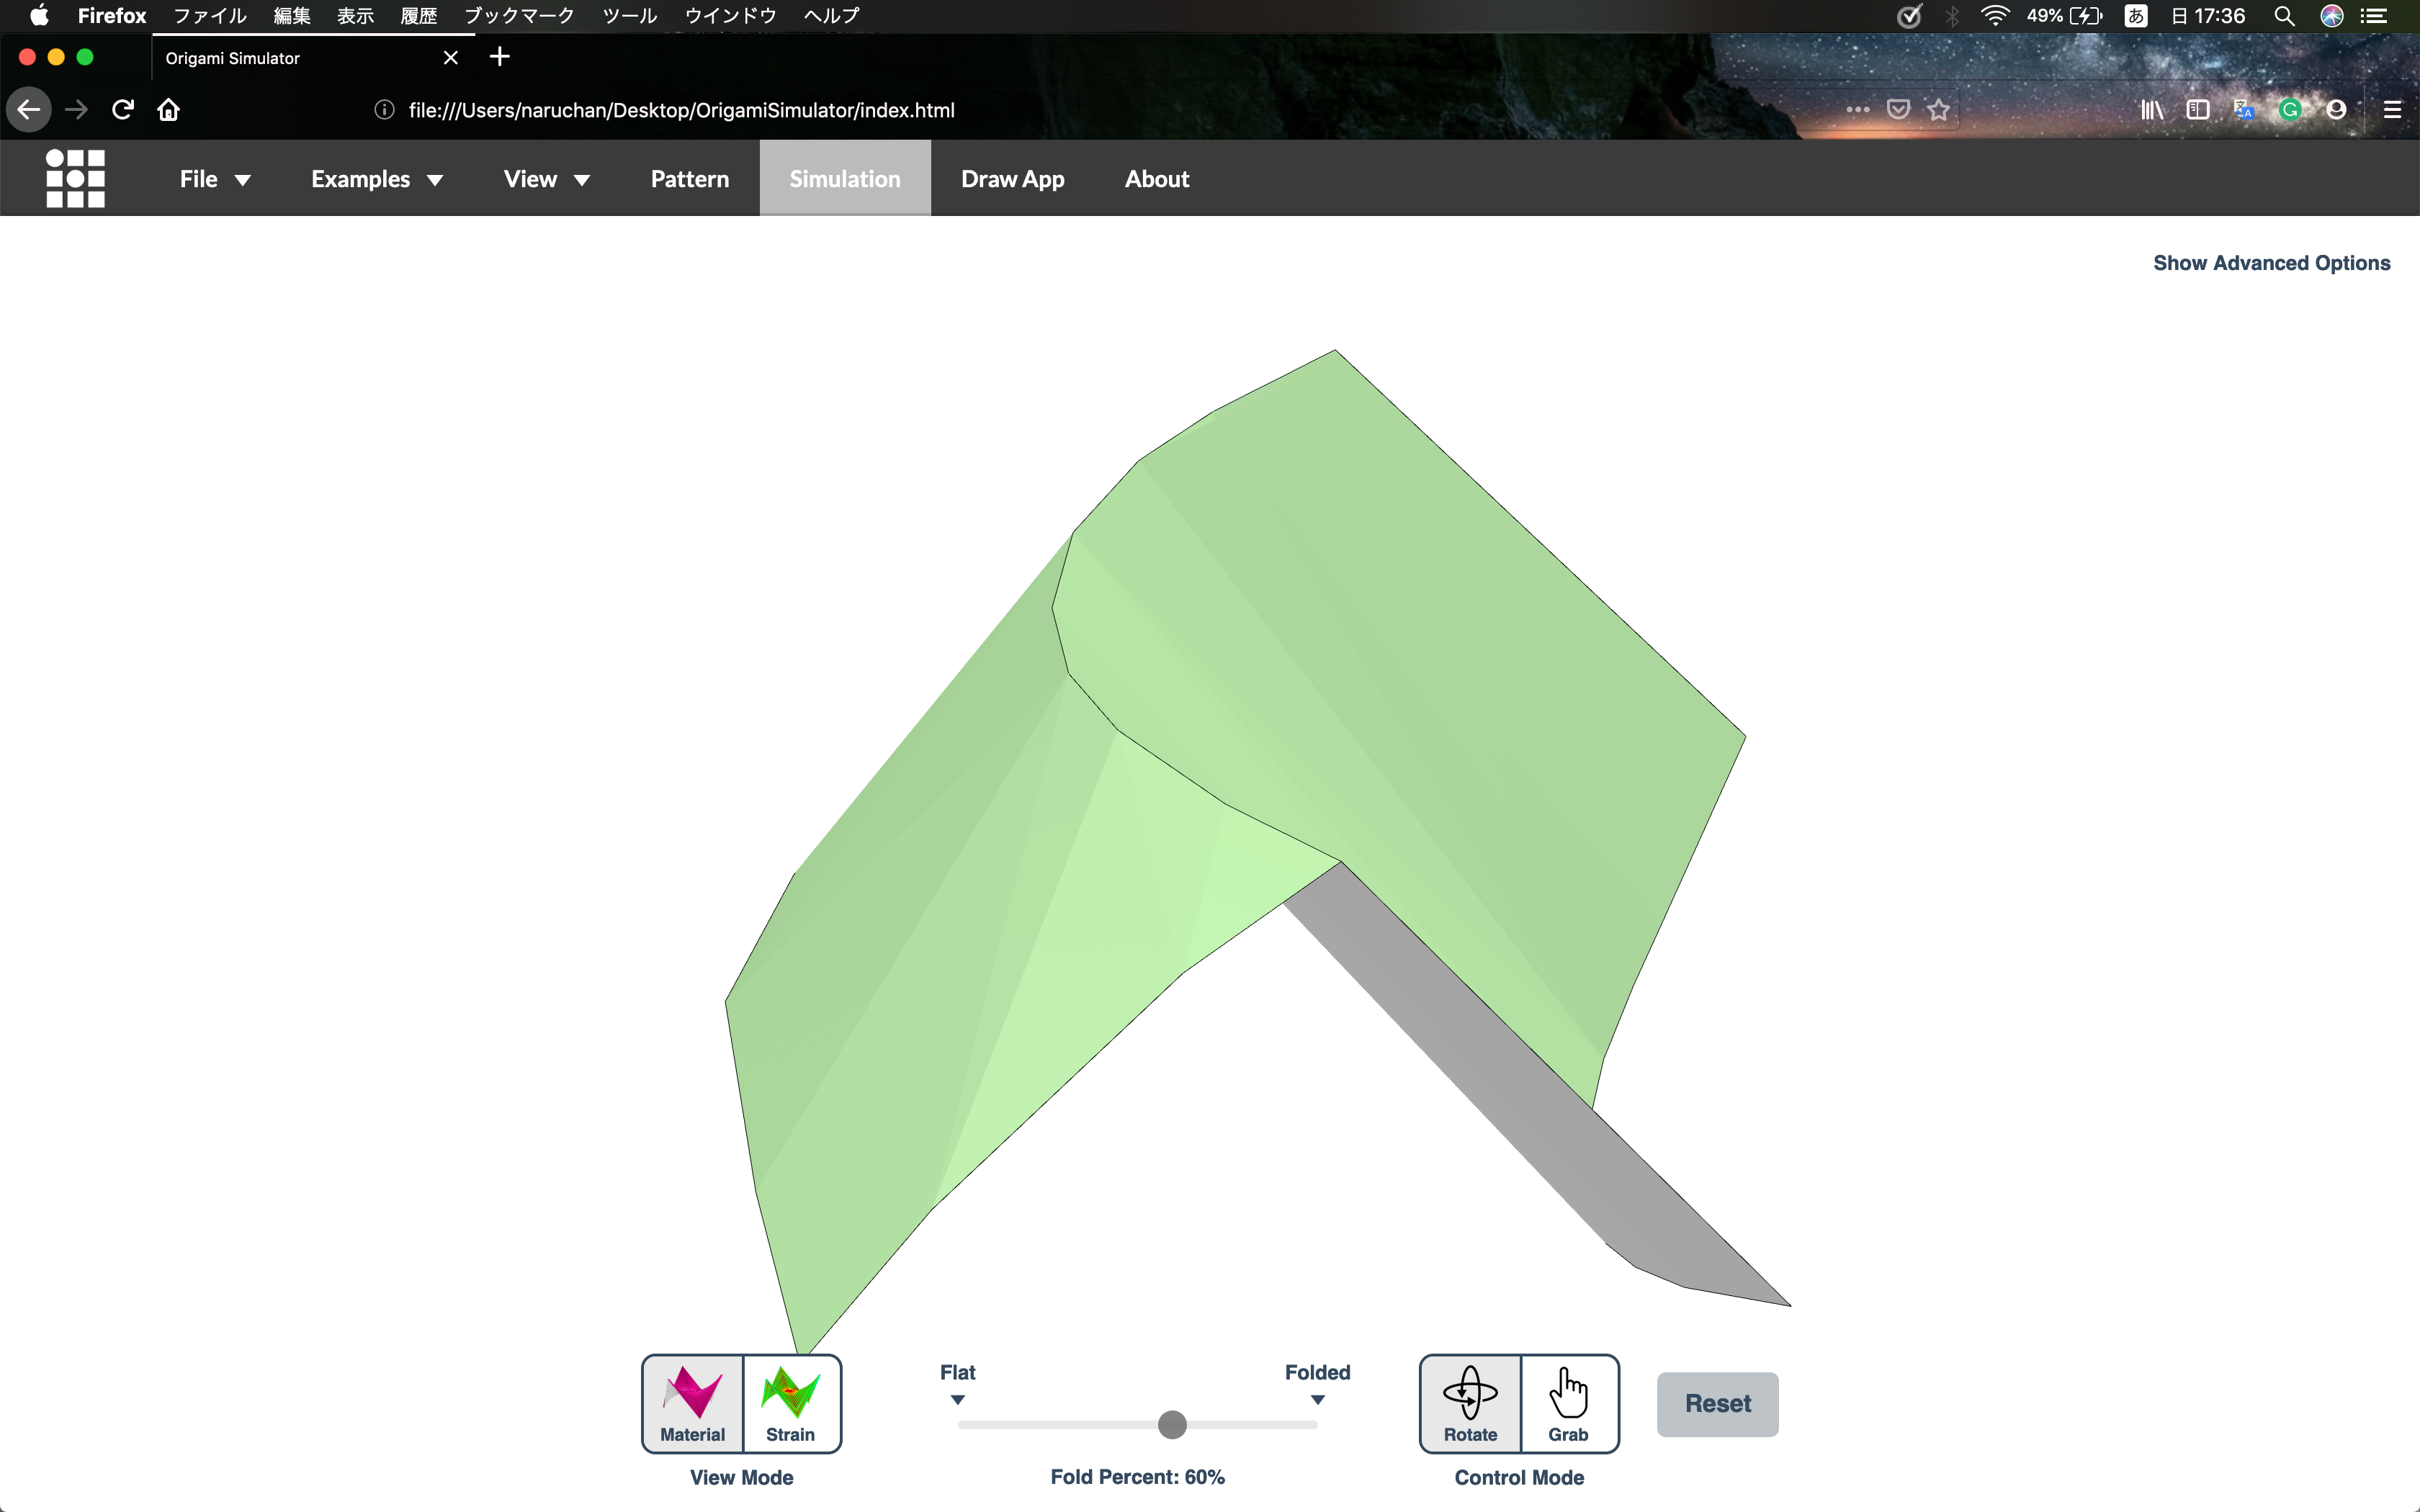 Firefox ファイル 編集 表示 履歴 ブックマーク ツール ウインドウ ヘルプ 49% あ 日 17:36
Origami Simulator
file:///Users/naruchan/Desktop/OrigamiSimulator/index.html
File Examples View Pattern Simulation Draw App About
Show Advanced Options
Flat Folded
Material Strain Rotate Grab Reset
View Mode Fold Percent: 60% Control Mode